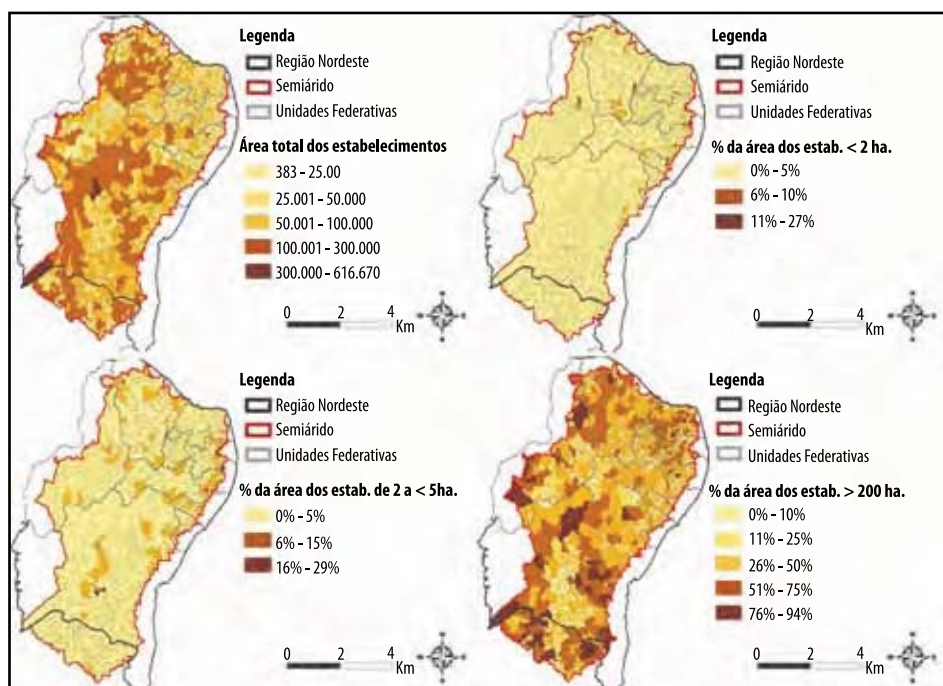 Legenda
Região Nordeste
Semiárido
Unidades Federativas
Área total dos estabelecimentos
383 – 25.00
25.001 – 50.000
50.001 – 100.000
100.001 – 300.000
300.000 – 616.670
0 2 4
Km
Legenda
Região Nordeste
Semiárido
Unidades Federativas
% da área dos estab. < 2 ha.
0% – 5%
6% – 10%
11% – 27%
0 2 4
Km
Legenda
Região Nordeste
Semiárido
Unidades Federativas
% da área dos estab. de 2 a < 5ha.
0% – 5%
6% – 15%
16% – 29%
0 2 4
Km
Legenda
Região Nordeste
Semiárido
Unidades Federativas
% da área dos estab. > 200 ha.
0% – 10%
11% – 25%
26% – 50%
51% – 75%
76% – 94%
0 2 4
Km